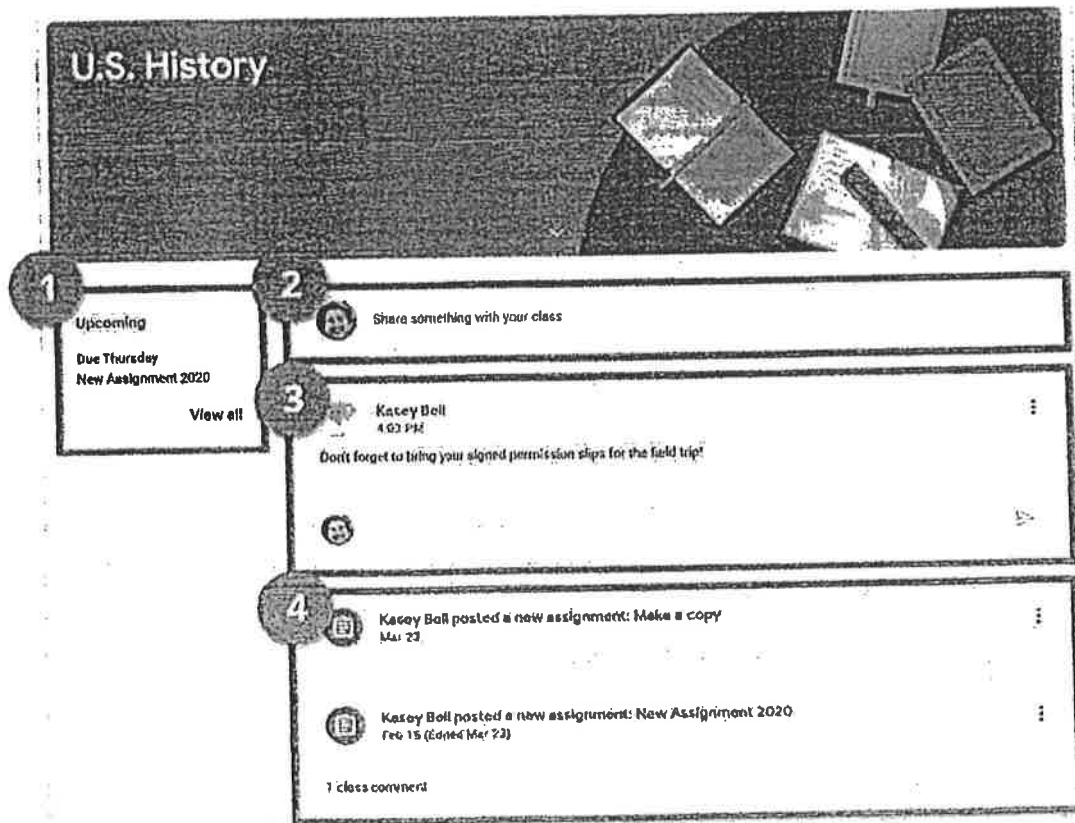 U.S. History
1
Upcoming
Due Thursday
New Assignment 2020
View all
2
Share something with your class
3
Kasey Bell
4:03 PM
Don't forget to bring your signed permission slips for the field trip!
4
Kasey Bell posted a new assignment: Make a copy
Mar 23
Kasey Bell posted a new assignment: New Assignment 2020
Feb 15 (Edited Mar 23)
1 class comment